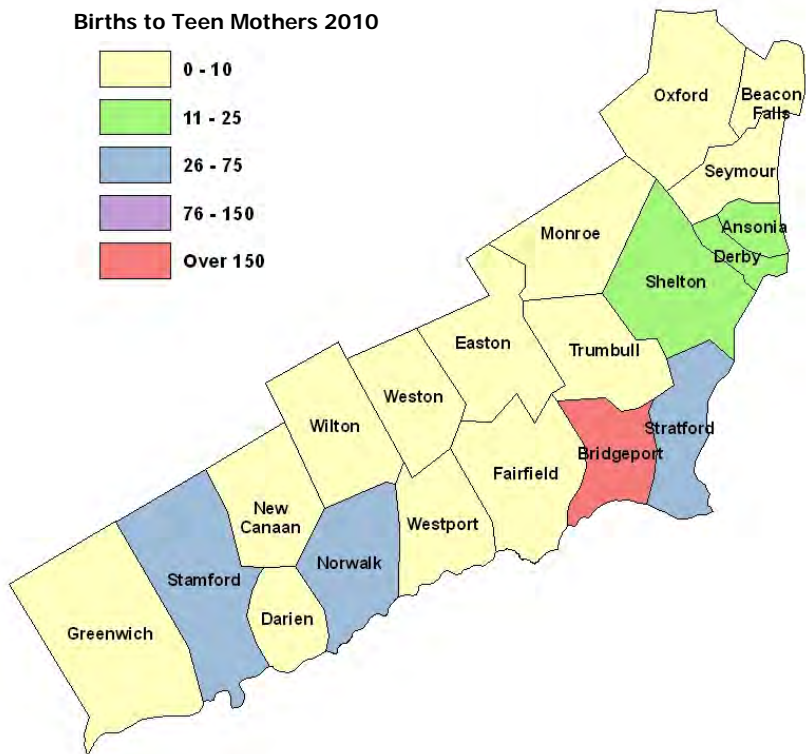 Births to Teen Mothers 2010
0 - 10
11 - 25
26 - 75
76 - 150
Over 150
Oxford
Beacon
Falls
Seymour
Ansonia
Derby
Monroe
Shelton
Easton
Trumbull
Weston
Wilton
Stratford
Bridgeport
Fairfield
New
Canaan
Westport
Norwalk
Stamford
Darien
Greenwich